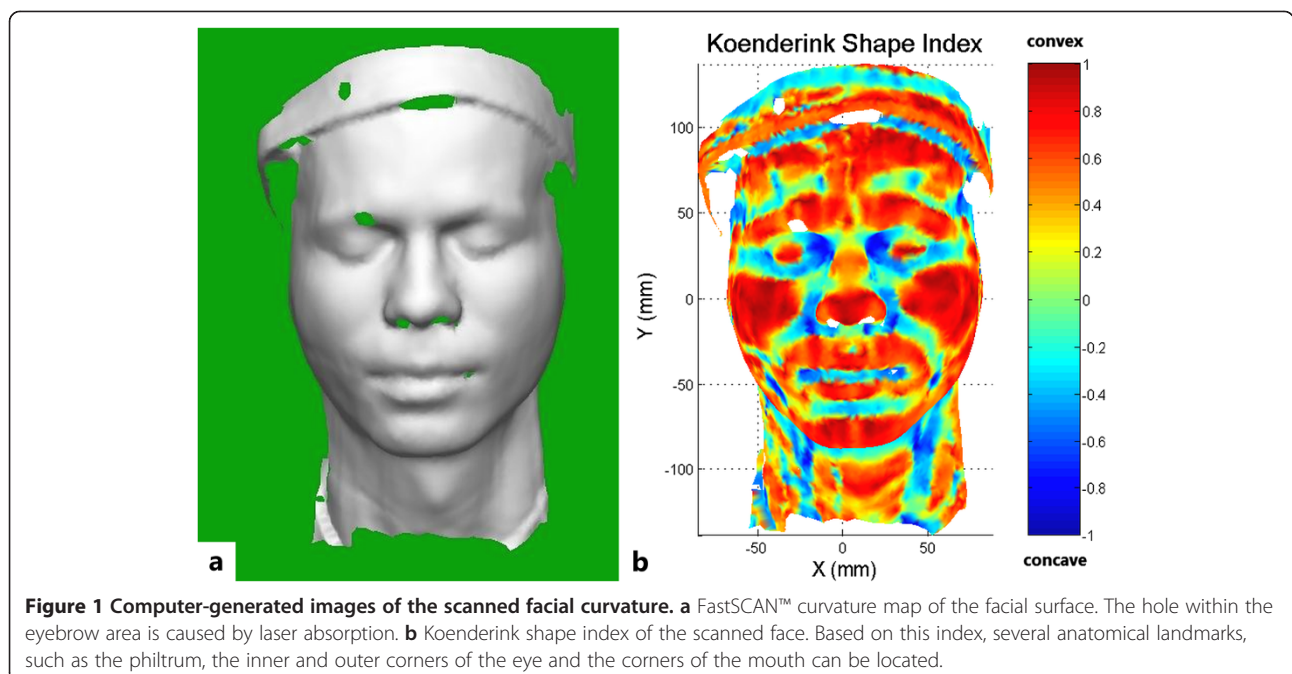 Koenderink Shape Index
convex
1
0.8
0.6
0.4
0.2
0
-0.2
-0.4
-0.6
-0.8
-1
concave
100
50
0
-50
-100
Y (mm)
-50
0
50
X (mm)
a
b
Figure 1 Computer-generated images of the scanned facial curvature. a FastSCAN™ curvature map of the facial surface. The hole within the
eyebrow area is caused by laser absorption. b Koenderink shape index of the scanned face. Based on this index, several anatomical landmarks,
such as the philtrum, the inner and outer corners of the eye and the corners of the mouth can be located.